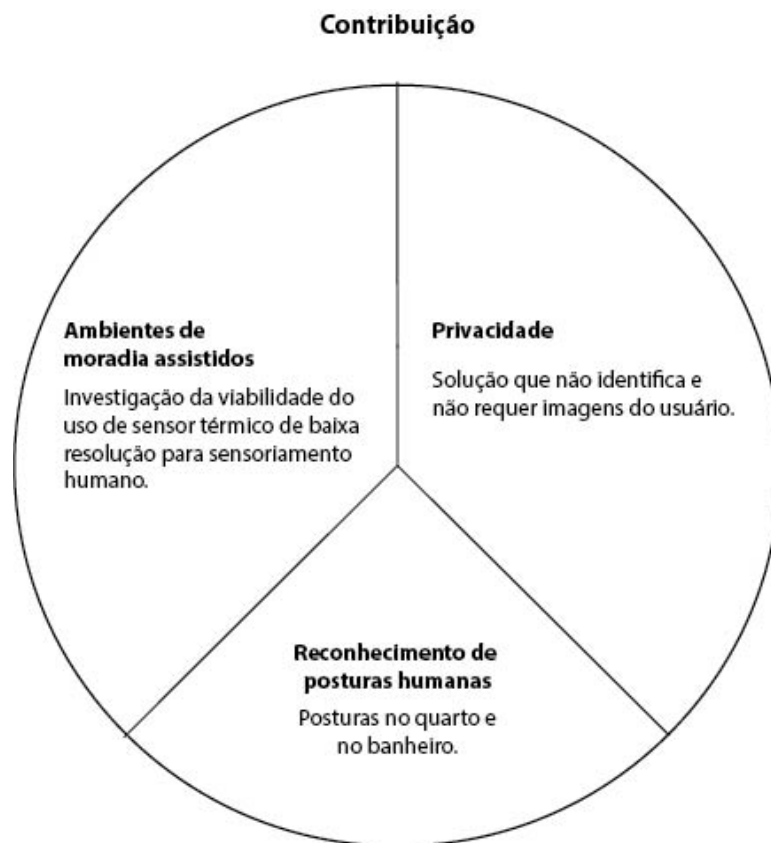 Contribuição
Ambientes de
moradia assistidos
Investigação da viabilidade do
uso de sensor térmico de baixa
resolução para sensoriamento
humano.
Privacidade
Solução que não identifica e
não requer imagens do usuário.
Reconhecimento de
posturas humanas
Posturas no quarto e
no banheiro.